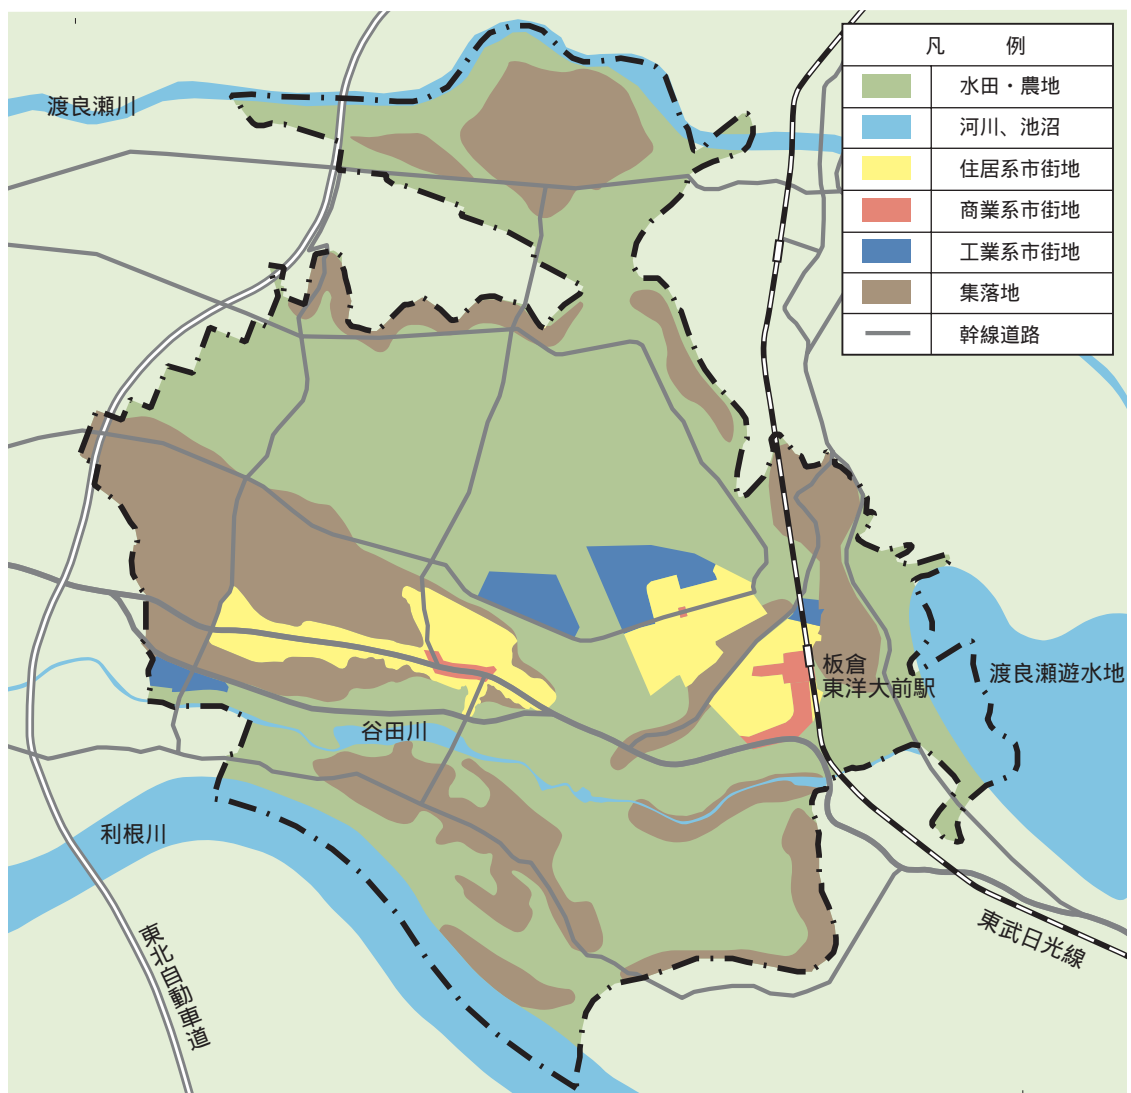 凡 例
水田・農地
河川、池沼
住居系市街地
商業系市街地
工業系市街地
集落地
幹線道路
渡良瀬川
板倉
東洋大前駅
渡良瀬遊水地
谷田川
利根川
東北自動車道
東武日光線